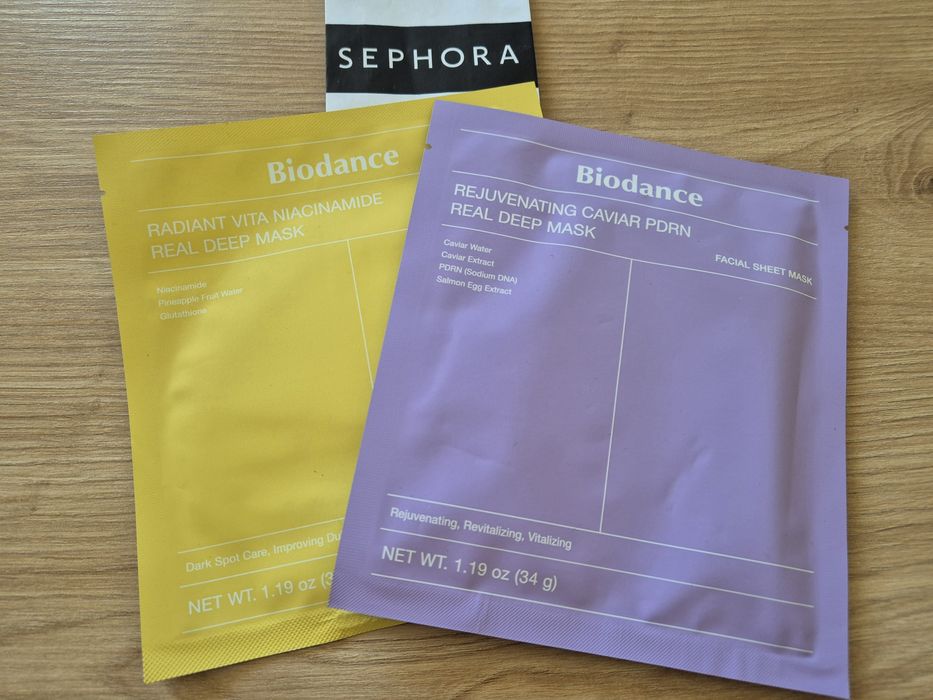 SEPHORA
Biodance
RADIANT VITA NIACINAMIDE
REAL DEEP MASK
Niacinamide
Pineapple Fruit Water
Glutathione
Dark Spot Care, Improving
NET WT. 1.19 oz
Biodance
REJUVENATING CAVIAR PDRN
REAL DEEP MASK
FACIAL SHEET MASK
Caviar Water
Caviar Extract
PDRN (Sodium DNA)
Salmon Egg Extract
Rejuvenating, Revitalizing, Vitalizing
NET WT. 1.19 oz (34 g)